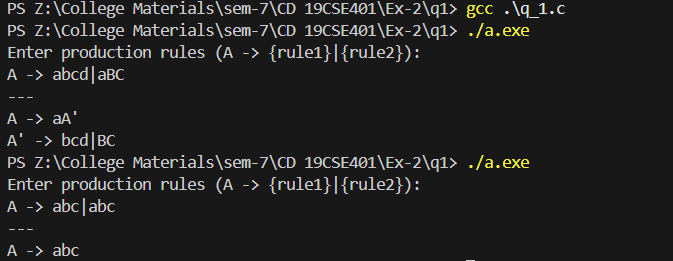 PS Z:\College Materials\sem-7\CD 19CSE401\Ex-2\q1> gcc .\q_1.c
PS Z:\College Materials\sem-7\CD 19CSE401\Ex-2\q1> ./a.exe
Enter production rules (A -> {rule1}|{rule2}):
A -> abcd|aBC
---
A -> aA'
A' -> bcd|BC
PS Z:\College Materials\sem-7\CD 19CSE401\Ex-2\q1> ./a.exe
Enter production rules (A -> {rule1}|{rule2}):
A -> abc|abc
---
A -> abc